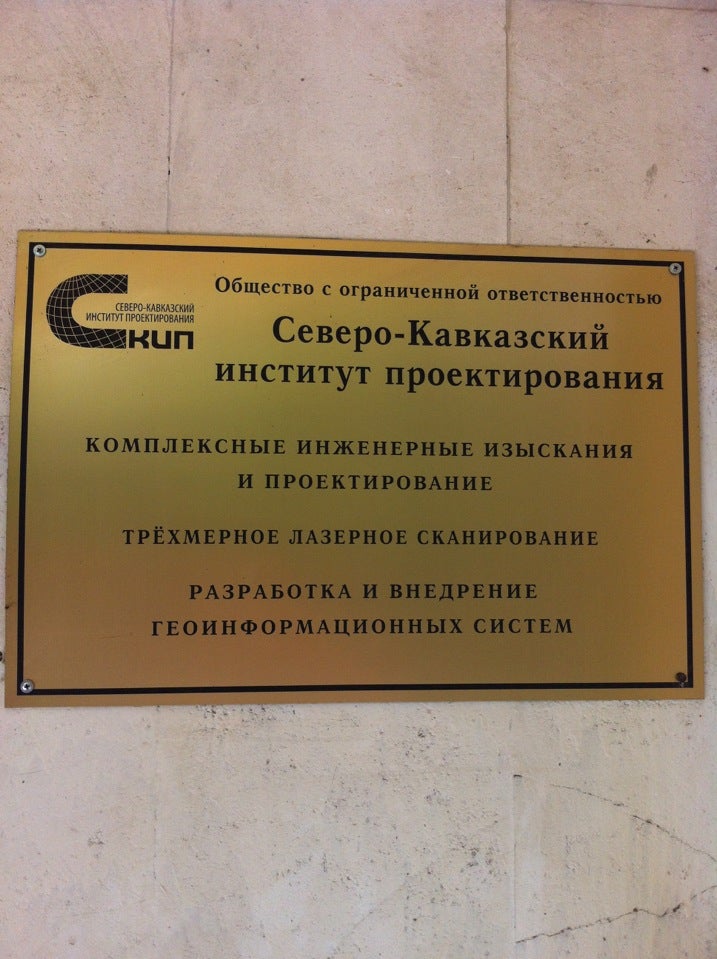 СЕВЕРО-КАВКАЗСКИЙ
ИНСТИТУТ ПРОЕКТИРОВАНИЯ
СКИП
Общество с ограниченной ответственностью
Северо-Кавказский
институт проектирования
КОМПЛЕКСНЫЕ ИНЖЕНЕРНЫЕ ИЗЫСКАНИЯ
И ПРОЕКТИРОВАНИЕ
ТРЁХМЕРНОЕ ЛАЗЕРНОЕ СКАНИРОВАНИЕ
РАЗРАБОТКА И ВНЕДРЕНИЕ
ГЕОИНФОРМАЦИОННЫХ СИСТЕМ